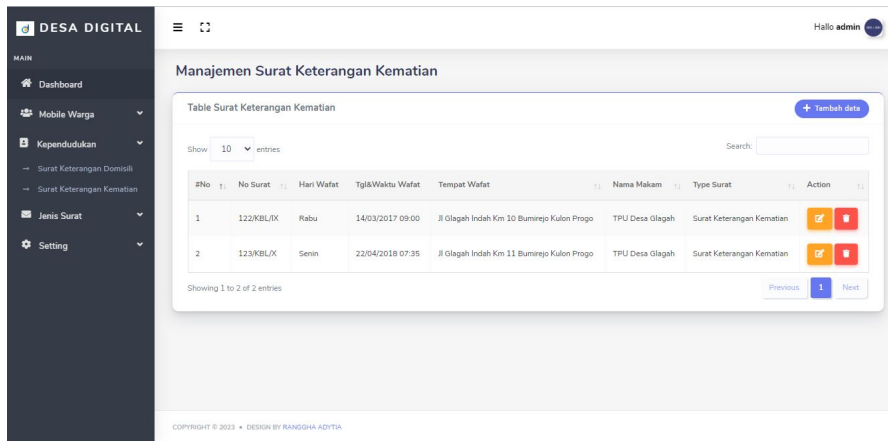 DESA DIGITAL
Hallo admin
MAIN
Dashboard
Mobile Warga
Kependudukan
→ Surat Keterangan Domisili
→ Surat Keterangan Kematian
Jenis Surat
Setting
Manajemen Surat Keterangan Kematian
Table Surat Keterangan Kematian
+ Tambah data
Show 10 entries
Search:
#No No Surat Hari Wafat Tgl&Waktu Wafat Tempat Wafat Nama Makam Type Surat Action
1 122/KBL/IX Rabu 14/03/2017 09:00 Jl Glagah Indah Km 10 Bumirejo Kulon Progo TPU Desa Glagah Surat Keterangan Kematian
2 123/KBL/X Senin 22/04/2018 07:35 Jl Glagah Indah Km 11 Bumirejo Kulon Progo TPU Desa Glagah Surat Keterangan Kematian
Showing 1 to 2 of 2 entries
Previous 1 Next
COPYRIGHT © 2023 • DESIGN BY RANGGHA ADYTIA